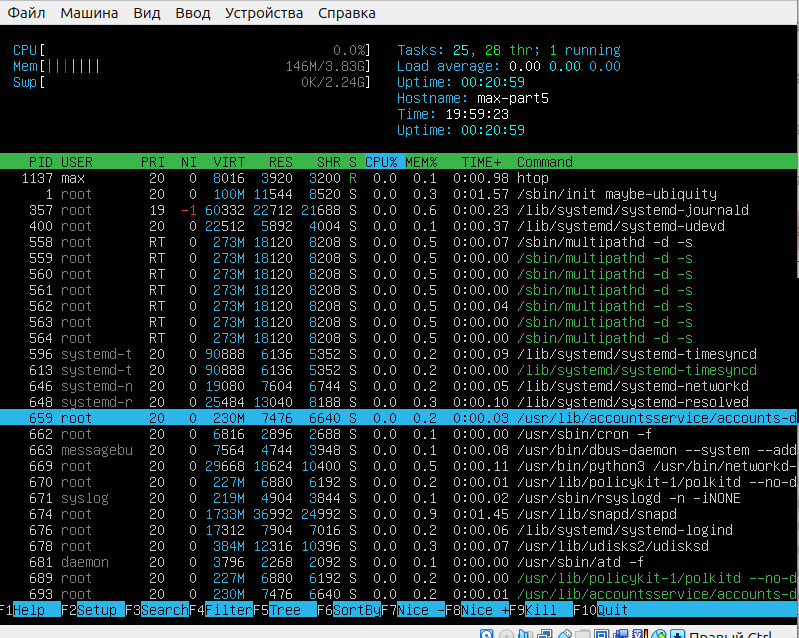 Файл Машина Вид Ввод Устройства Справка
CPU[ 0.0%] Tasks: 25, 28 thr; 1 running
Mem[||||||| 146M/3.83G] Load average: 0.00 0.00 0.00
Swp[ 0K/2.24G] Uptime: 00:20:59
Hostname: max-part5
Time: 19:59:23
Uptime: 00:20:59
PID USER PRI NI VIRT RES SHR S CPU% MEM% TIME+ Command
1137 max 20 0 8016 3920 3200 R 0.0 0.1 0:00.98 htop
1 root 20 0 100M 11544 8520 S 0.0 0.3 0:01.57 /sbin/init maybe-ubiquity
357 root 19 -1 60332 22712 21688 S 0.0 0.6 0:00.23 /lib/systemd/systemd-journald
400 root 20 0 22512 5892 4004 S 0.0 0.1 0:00.37 /lib/systemd/systemd-udevd
558 root RT 0 273M 18120 8208 S 0.0 0.5 0:00.07 /sbin/multipathd -d -s
559 root RT 0 273M 18120 8208 S 0.0 0.5 0:00.00 /sbin/multipathd -d -s
560 root RT 0 273M 18120 8208 S 0.0 0.5 0:00.00 /sbin/multipathd -d -s
561 root RT 0 273M 18120 8208 S 0.0 0.5 0:00.00 /sbin/multipathd -d -s
562 root RT 0 273M 18120 8208 S 0.0 0.5 0:00.04 /sbin/multipathd -d -s
563 root RT 0 273M 18120 8208 S 0.0 0.5 0:00.00 /sbin/multipathd -d -s
564 root RT 0 273M 18120 8208 S 0.0 0.5 0:00.00 /sbin/multipathd -d -s
596 systemd-t 20 0 90888 6136 5352 S 0.0 0.2 0:00.09 /lib/systemd/systemd-timesyncd
613 systemd-t 20 0 90888 6136 5352 S 0.0 0.2 0:00.00 /lib/systemd/systemd-timesyncd
646 systemd-n 20 0 19080 7604 6744 S 0.0 0.2 0:00.05 /lib/systemd/systemd-networkd
648 systemd-r 20 0 25484 13040 8188 S 0.0 0.3 0:00.10 /lib/systemd/systemd-resolved
659 root 20 0 230M 7476 6640 S 0.0 0.2 0:00.03 /usr/lib/accountsservice/accounts-d
662 root 20 0 6816 2896 2688 S 0.0 0.1 0:00.00 /usr/sbin/cron -f
663 messagebu 20 0 7564 4744 3948 S 0.0 0.1 0:00.08 /usr/bin/dbus-daemon --system --add
669 root 20 0 29668 18624 10400 S 0.0 0.5 0:00.11 /usr/bin/python3 /usr/bin/networkd-
670 root 20 0 227M 6880 6192 S 0.0 0.2 0:00.01 /usr/lib/policykit-1/polkitd --no-d
671 syslog 20 0 219M 4904 3844 S 0.0 0.1 0:00.02 /usr/sbin/rsyslogd -n -iNONE
674 root 20 0 1733M 36992 24992 S 0.0 0.9 0:01.45 /usr/lib/snapd/snapd
676 root 20 0 17312 7904 7016 S 0.0 0.2 0:00.06 /lib/systemd/systemd-logind
678 root 20 0 384M 12316 10396 S 0.0 0.3 0:00.07 /usr/lib/udisks2/udisksd
681 daemon 20 0 3796 2268 2092 S 0.0 0.1 0:00.00 /usr/sbin/atd -f
689 root 20 0 227M 6880 6192 S 0.0 0.2 0:00.00 /usr/lib/policykit-1/polkitd --no-d
693 root 20 0 230M 7476 6640 S 0.0 0.2 0:00.01 /usr/lib/accountsservice/accounts-d
F1Help F2Setup F3SearchF4FilterF5Tree F6SortByF7Nice -F8Nice +F9Kill F10Quit
Правый Ctrl